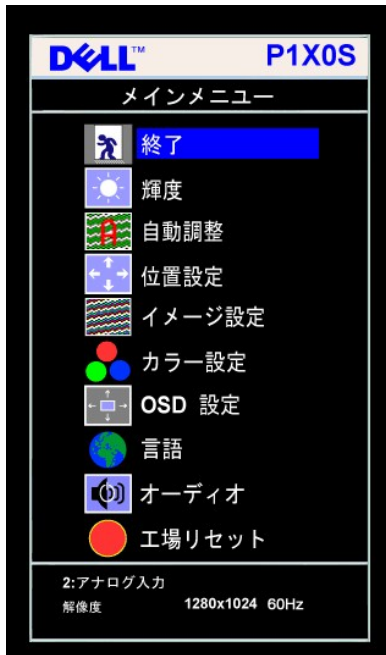 DELL™ P1X0S
メインメニュー
終了
輝度
自動調整
位置設定
イメージ設定
カラー設定
OSD 設定
言語
オーディオ
工場リセット
2:アナログ入力
解像度 1280x1024 60Hz